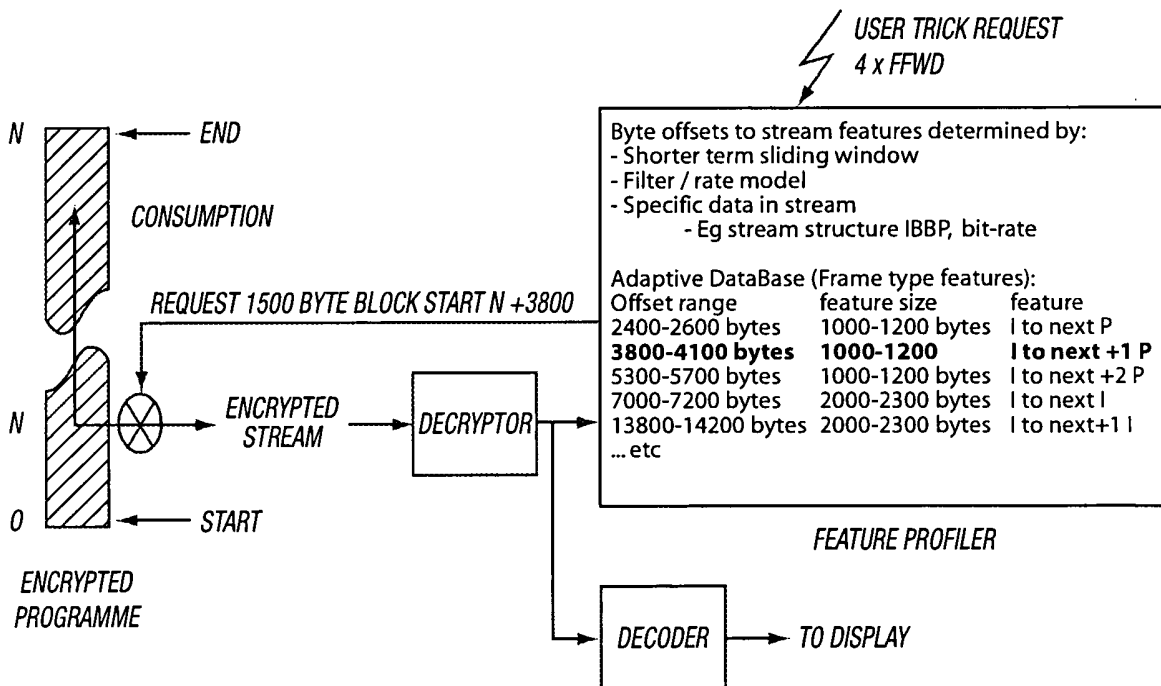 USER TRICK REQUEST
4 x FFWD
N
END
CONSUMPTION
Byte offsets to stream features determined by:
- Shorter term sliding window
- Filter / rate model
- Specific data in stream
- Eg stream structure IBBP, bit-rate
Adaptive DataBase (Frame type features):
Offset range feature size feature
2400-2600 bytes 1000-1200 bytes I to next P
3800-4100 bytes 1000-1200 I to next +1 P
5300-5700 bytes 1000-1200 bytes I to next +2 P
7000-7200 bytes 2000-2300 bytes I to next I
13800-14200 bytes 2000-2300 bytes I to next+1 I
... etc
REQUEST 1500 BYTE BLOCK START N +3800
N
ENCRYPTED
STREAM
DECRYPTOR
O
START
FEATURE PROFILER
ENCRYPTED
PROGRAMME
DECODER
TO DISPLAY